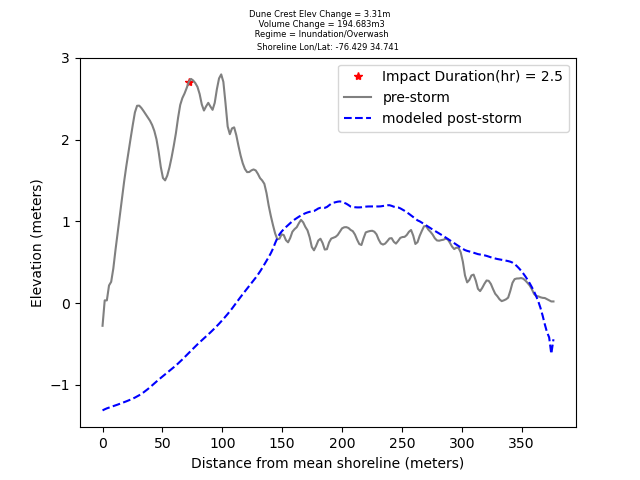 Dune Crest Elev Change = 3.31m
Volume Change = 194.683m3
Regime = Inundation/Overwash
Shoreline Lon/Lat: -76.429 34.741
Impact Duration(hr) = 2.5
pre-storm
modeled post-storm
3
2
1
0
−1
Elevation (meters)
0 50 100 150 200 250 300 350
Distance from mean shoreline (meters)